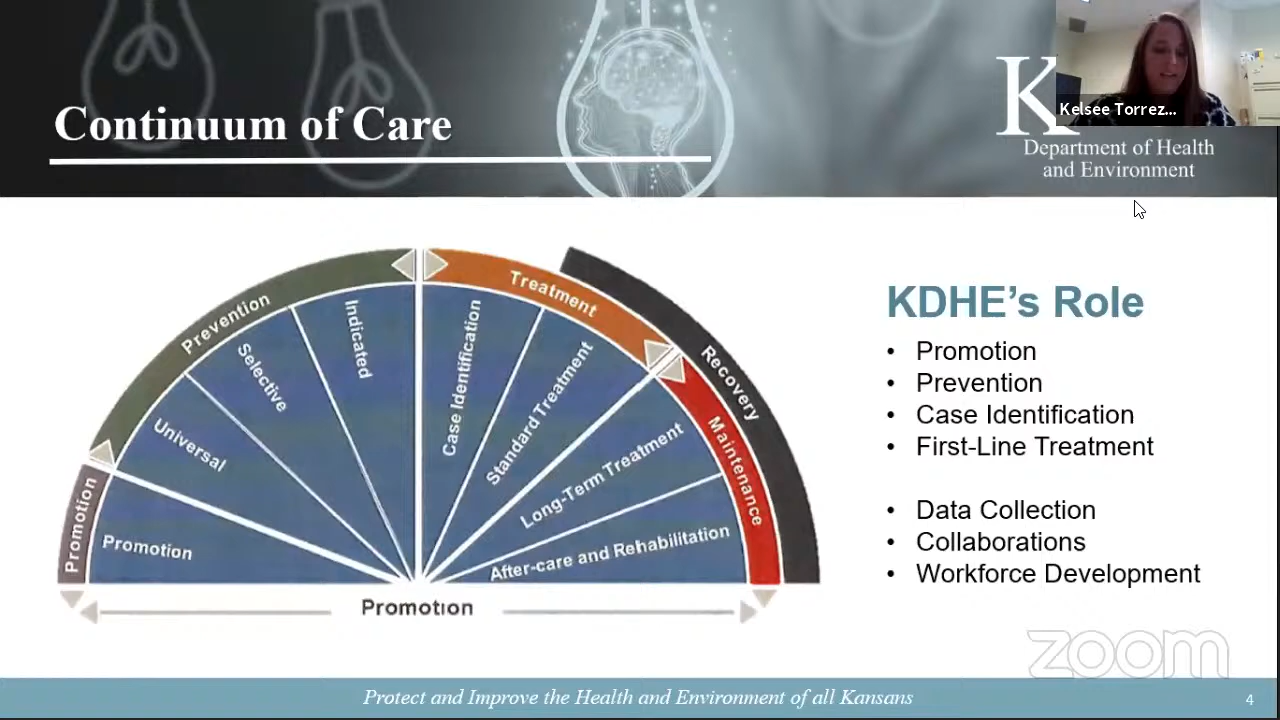 Continuum of Care
K
Kelsee Torrez...
Department of Health
and Environment
Prevention
Treatment
Recovery
Maintenance
Promotion
Promotion
Universal
Selective
Indicated
Case Identification
Standard Treatment
Long-Term Treatment
After-care and Rehabilitation
Promotion
KDHE’s Role
• Promotion
• Prevention
• Case Identification
• First-Line Treatment
• Data Collection
• Collaborations
• Workforce Development
zoom
Protect and Improve the Health and Environment of all Kansans
4